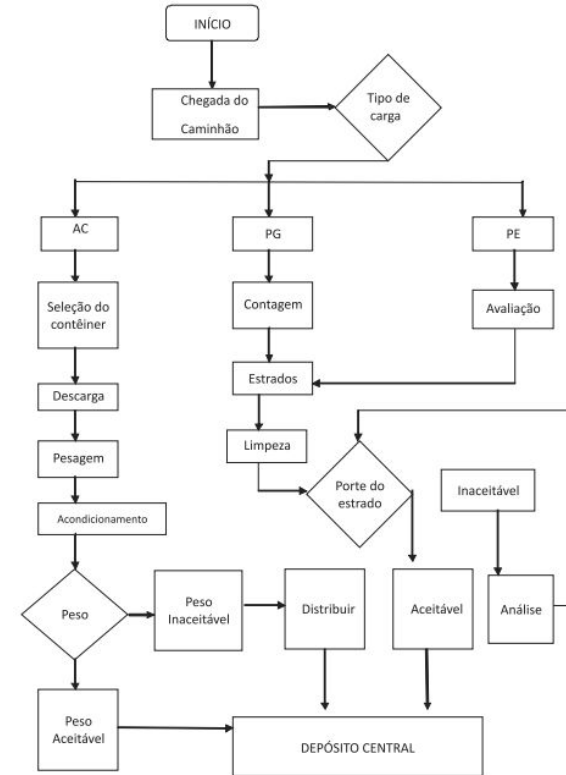 INÍCIO
Chegada do
Caminhão
Tipo de
carga
AC
PG
PE
Seleção do
contêiner
Contagem
Avaliação
Descarga
Estrados
Pesagem
Limpeza
Porte do
estrado
Inaceitável
Acondicionamento
Peso
Peso
Inaceitável
Distribuir
Aceitável
Análise
Peso
Aceitável
DEPÓSITO CENTRAL